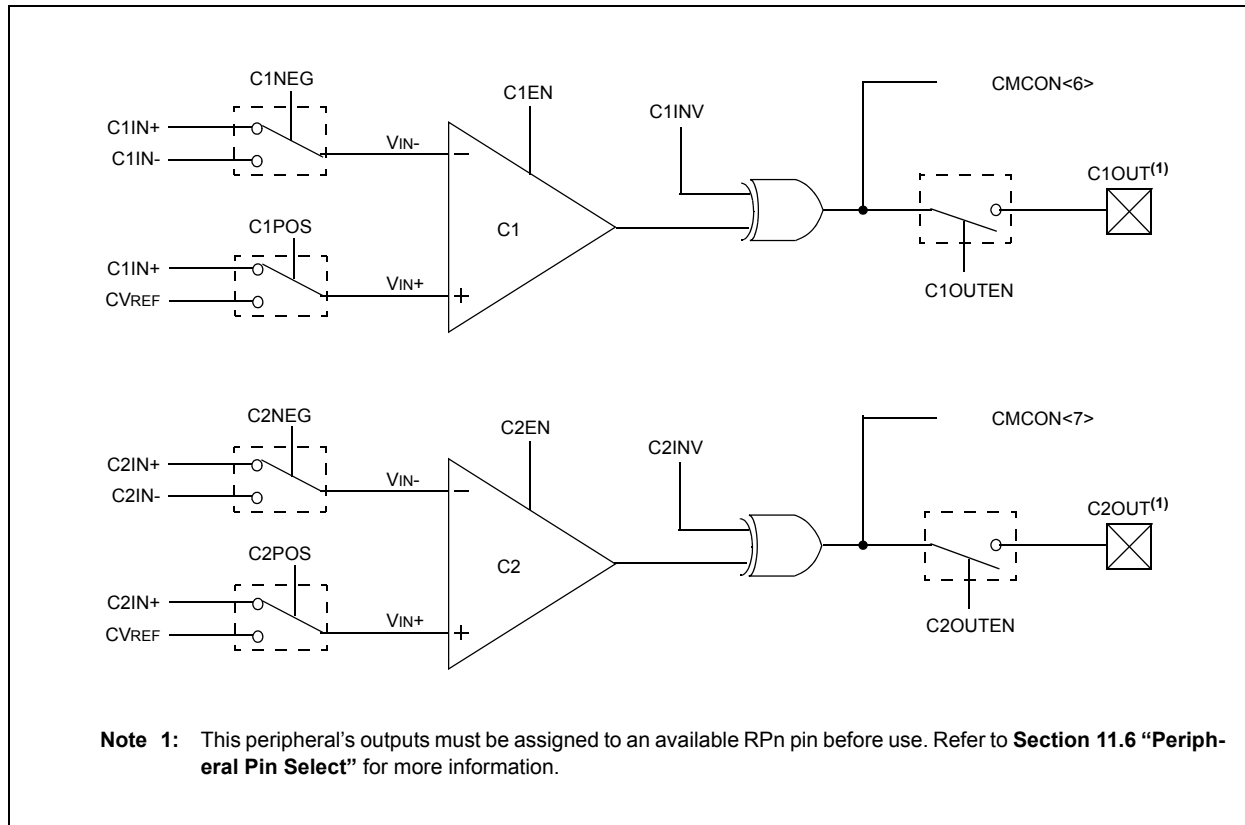 C1NEG
C1EN
C1INV
CMCON<6>
C1IN+
C1IN-
VIN-
−
C1OUT(1)
C1POS
C1
C1IN+
CVREF
VIN+
+
C1OUTEN
C2NEG
C2EN
C2INV
CMCON<7>
C2IN+
C2IN-
VIN-
−
C2OUT(1)
C2POS
C2
C2IN+
CVREF
VIN+
+
C2OUTEN
Note 1: This peripheral’s outputs must be assigned to an available RPn pin before use. Refer to Section 11.6 “Periph-
eral Pin Select” for more information.